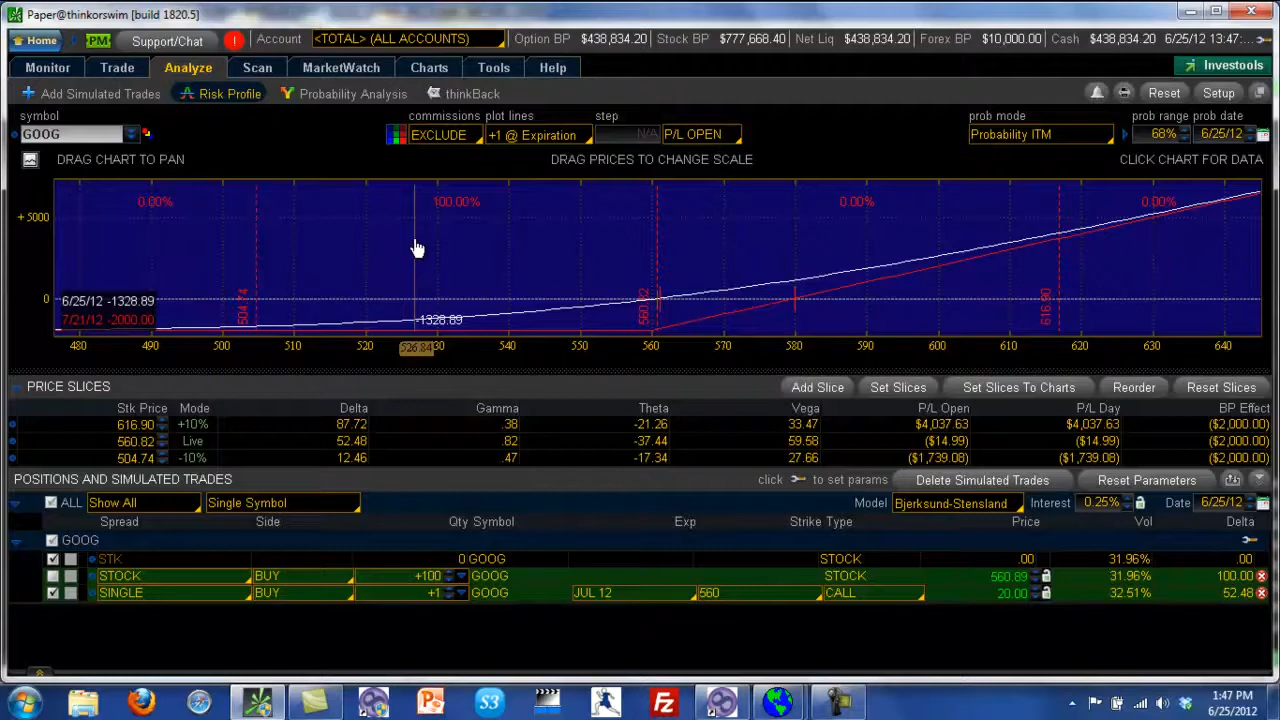 Paper@thinkorswim [build 1820.5]
Home PM Support/Chat ! Account <TOTAL> (ALL ACCOUNTS) Option BP $438,834.20 Stock BP $777,668.40 Net Liq $438,834.20 Forex BP $10,000.00 Cash $438,834.20 6/25/12 13:47:...
Monitor Trade Analyze Scan MarketWatch Charts Tools Help Investools
Add Simulated Trades Risk Profile Probability Analysis thinkBack Reset Setup
symbol commissions plot lines step prob mode prob range prob date
GOOG EXCLUDE +1 @ Expiration N/A P/L OPEN Probability ITM 68% 6/25/12
DRAG CHART TO PAN DRAG PRICES TO CHANGE SCALE CLICK CHART FOR DATA
0.00% 100.00% 0.00% 0.00%
+5000
0
504.74 560.82 616.90
6/25/12 -1328.89
7/21/12 -2000.00
-1328.89
480 490 500 510 526.84 530 540 550 560 570 580 590 600 610 620 630 640
PRICE SLICES Add Slice Set Slices Set Slices To Charts Reorder Reset Slices
Stk Price Mode Delta Gamma Theta Vega P/L Open P/L Day BP Effect
616.90 +10% 87.72 .38 -21.26 33.47 $4,037.63 $4,037.63 ($2,000.00)
560.82 Live 52.48 .82 -37.44 59.58 ($14.99) ($14.99) ($2,000.00)
504.74 -10% 12.46 .47 -17.34 27.66 ($1,739.08) ($1,739.08) ($2,000.00)
POSITIONS AND SIMULATED TRADES click to set params Delete Simulated Trades Reset Parameters
ALL Show All Single Symbol Model Bjerksund-Stensland Interest 0.25% Date 6/25/12
Spread Side Qty Symbol Exp Strike Type Price Vol Delta
GOOG
STK 0 GOOG STOCK .00 31.96% .00
STOCK BUY +100 GOOG STOCK 560.89 31.96% 100.00
SINGLE BUY +1 GOOG JUL 12 560 CALL 20.00 32.51% 52.48
S3 Fz
1:47 PM
6/25/2012